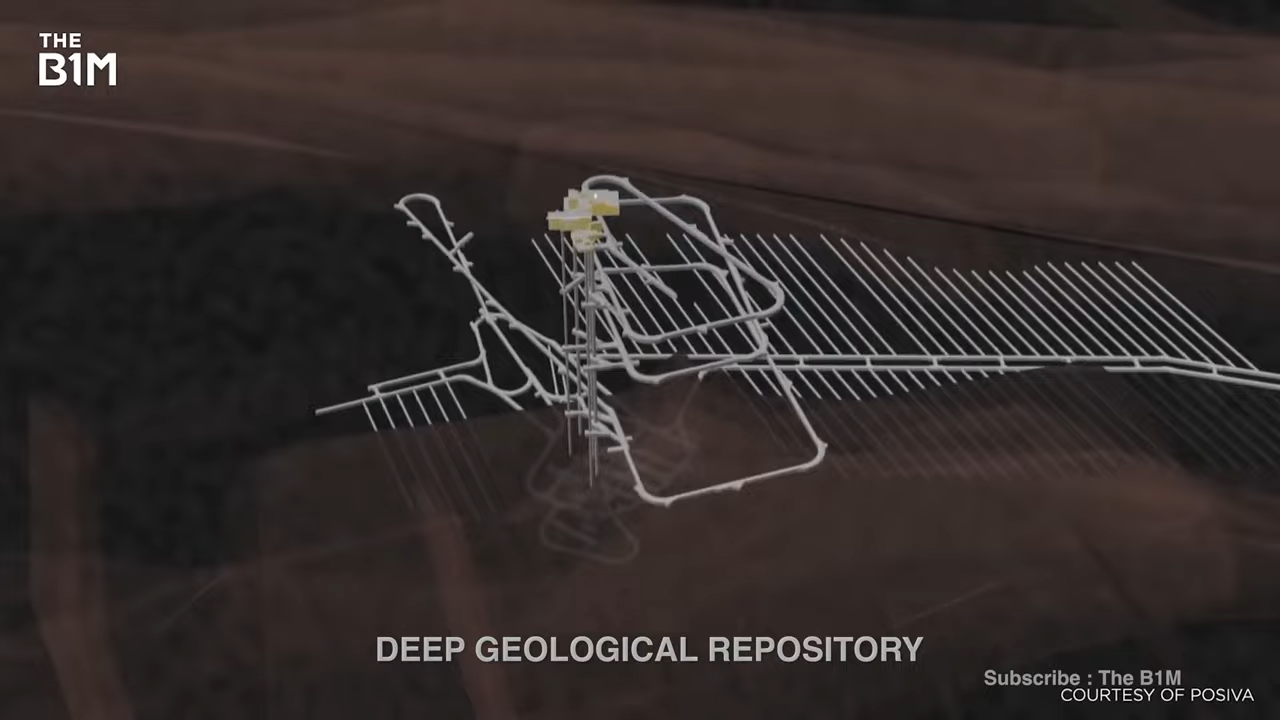 THE
B1M
DEEP GEOLOGICAL REPOSITORY
Subscribe : The B1M
COURTESY OF POSIVA